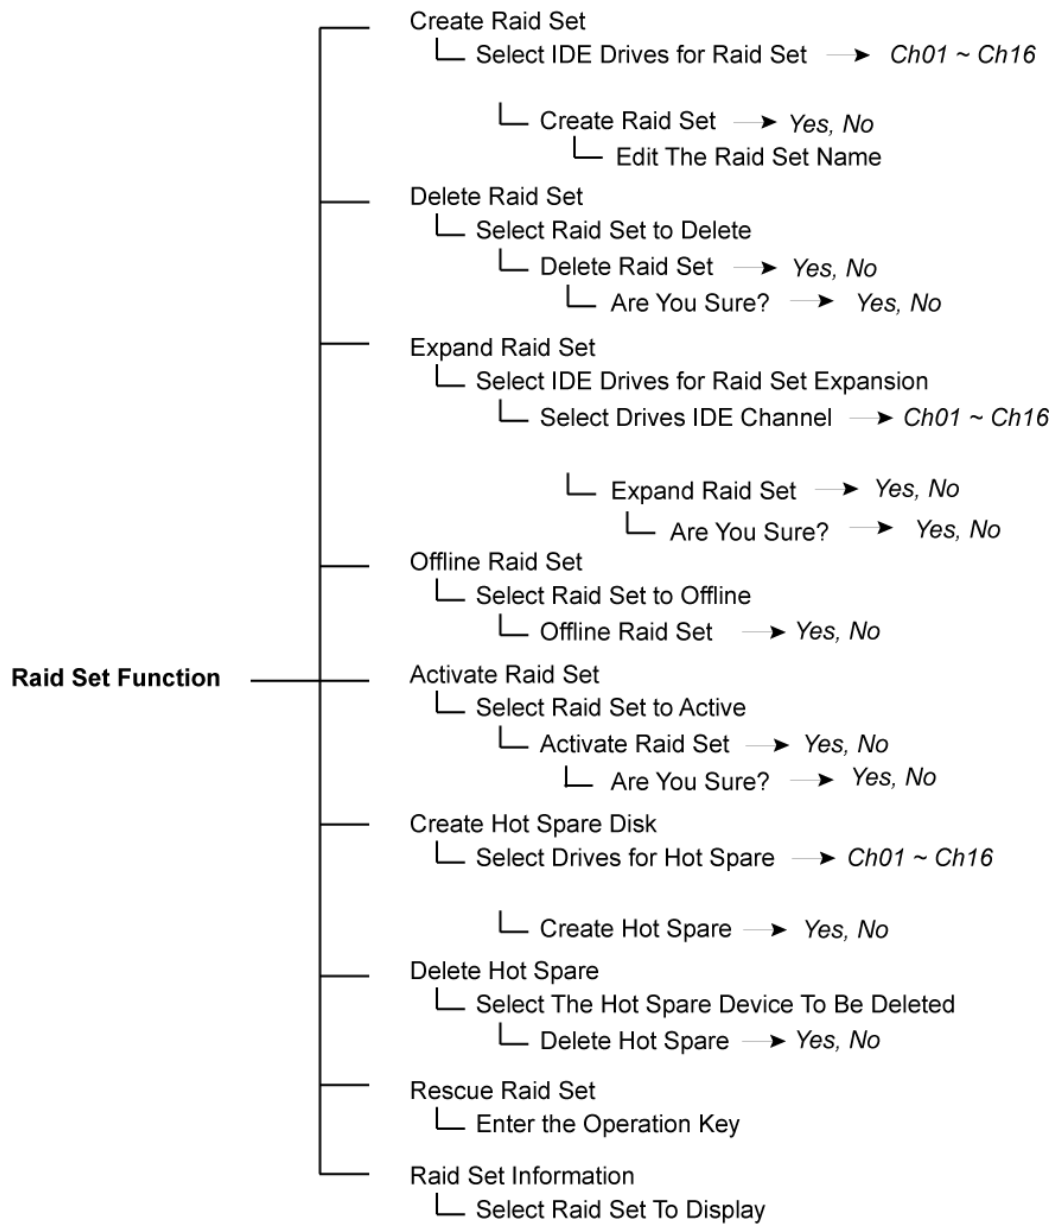 Create Raid Set
Select IDE Drives for Raid Set Ch01 ~ Ch16
Create Raid Set Yes, No
Edit The Raid Set Name
Delete Raid Set
Select Raid Set to Delete
Delete Raid Set Yes, No
Are You Sure? Yes, No
Expand Raid Set
Select IDE Drives for Raid Set Expansion
Select Drives IDE Channel Ch01 ~ Ch16
Expand Raid Set Yes, No
Are You Sure? Yes, No
Offline Raid Set
Select Raid Set to Offline
Offline Raid Set Yes, No
Raid Set Function
Activate Raid Set
Select Raid Set to Active
Activate Raid Set Yes, No
Are You Sure? Yes, No
Create Hot Spare Disk
Select Drives for Hot Spare Ch01 ~ Ch16
Create Hot Spare Yes, No
Delete Hot Spare
Select The Hot Spare Device To Be Deleted
Delete Hot Spare Yes, No
Rescue Raid Set
Enter the Operation Key
Raid Set Information
Select Raid Set To Display